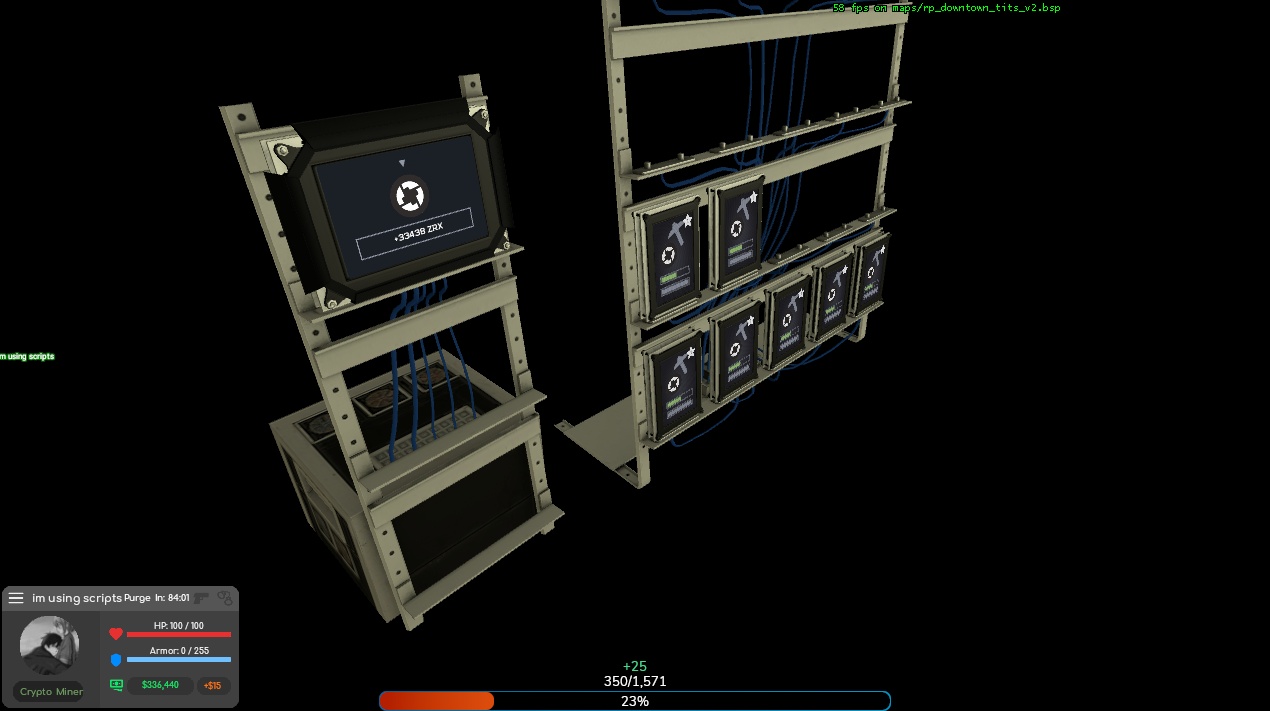 58 fps on maps/rp_downtown_tits_v2.bsp
+33438 ZRX
m using scripts
im using scripts Purge In: 84:01
HP: 100 / 100
Armor: 0 / 255
Crypto Miner
$336,440
+$15
+25
350/1,571
23%